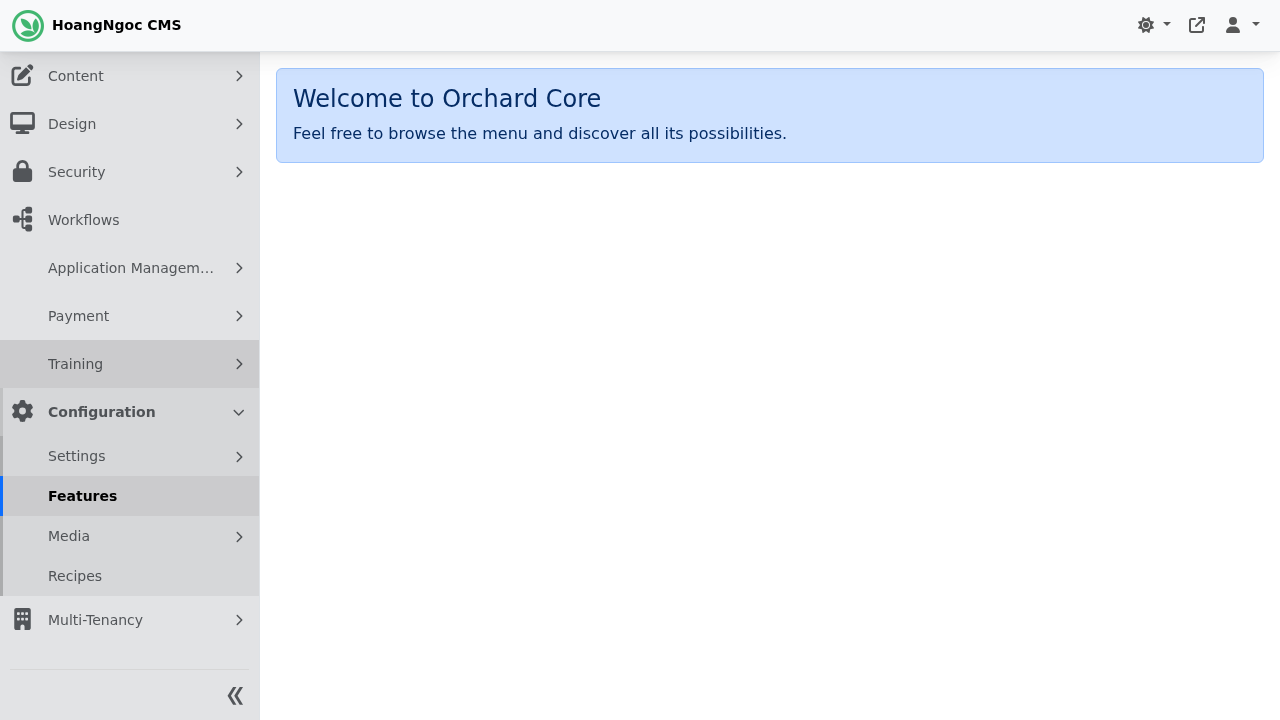 HoangNgoc CMS
Content
Design
Security
Workflows
Application Managem...
Payment
Training
Configuration
Settings
Features
Media
Recipes
Multi-Tenancy
Welcome to Orchard Core
Feel free to browse the menu and discover all its possibilities.